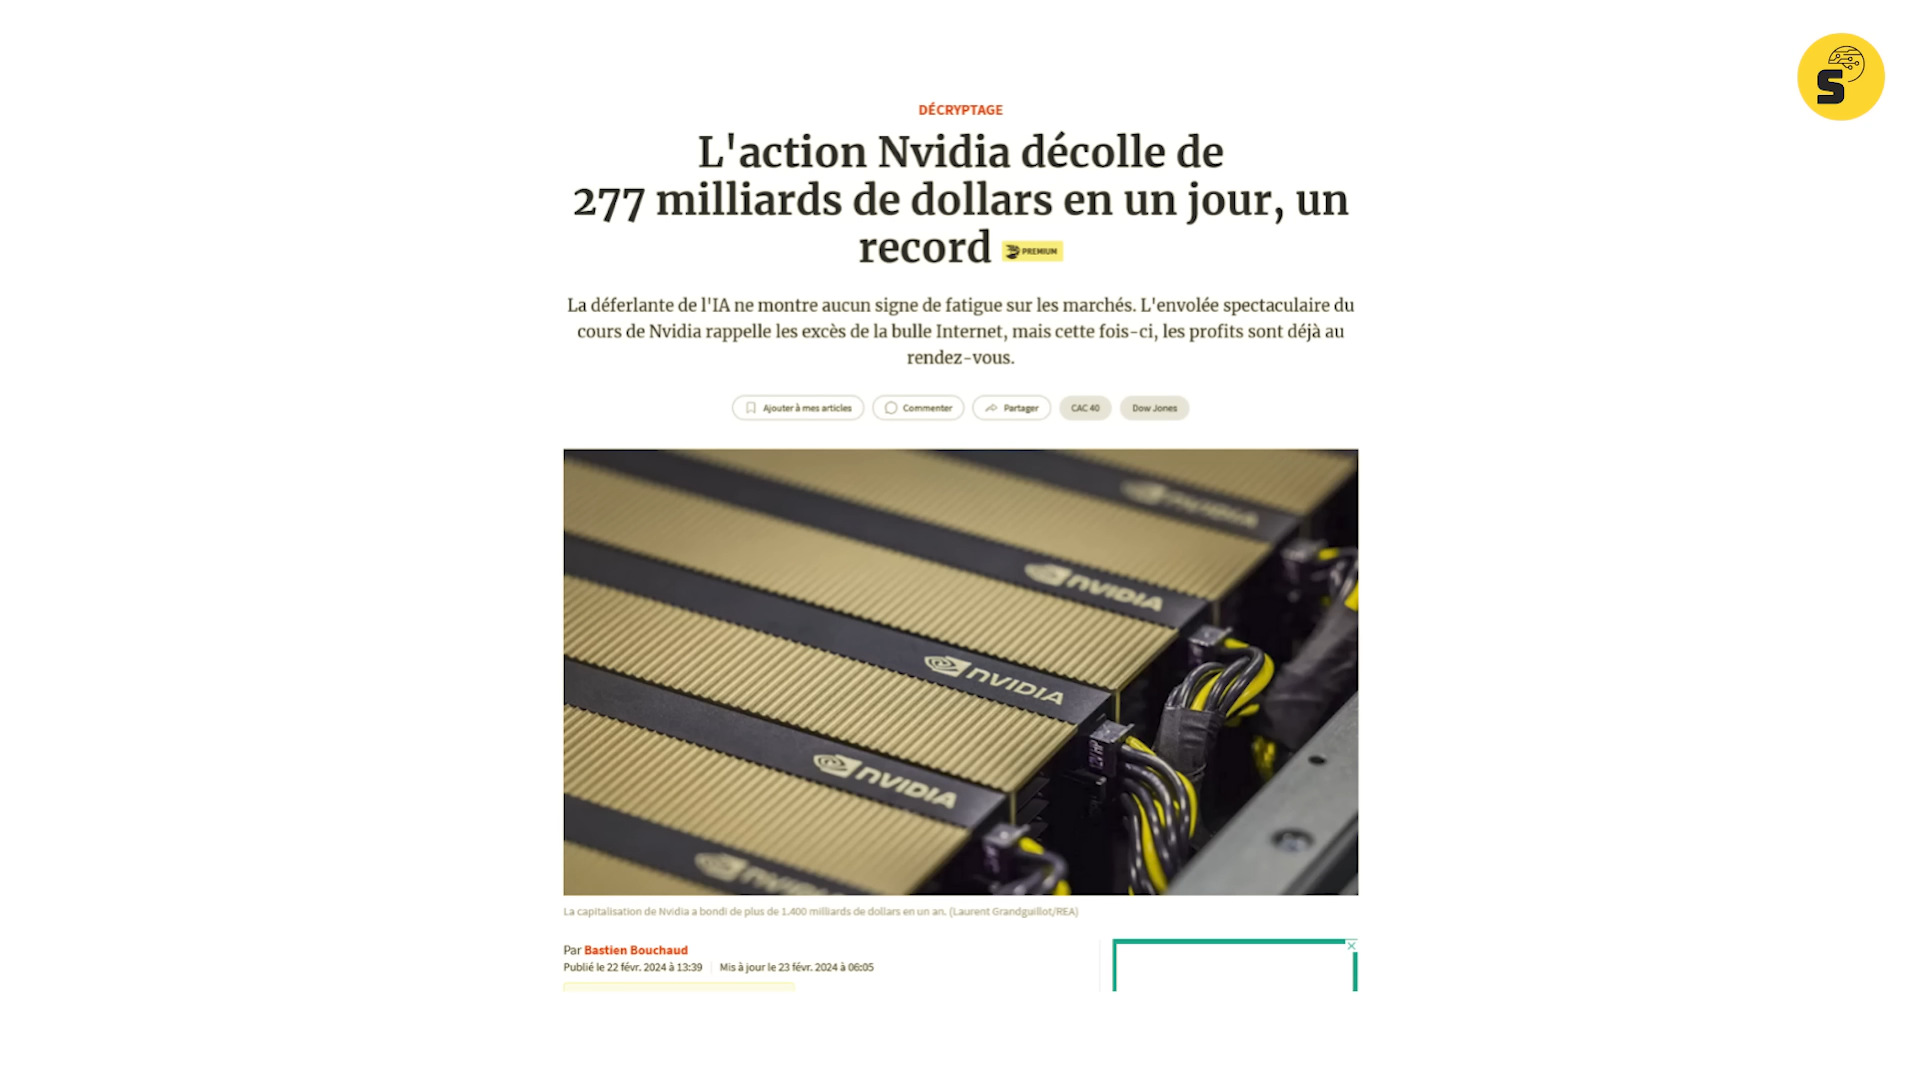 S
DÉCRYPTAGE
L'action Nvidia décolle de
277 milliards de dollars en un jour, un
record PREMIUM
La déferlante de l'IA ne montre aucun signe de fatigue sur les marchés. L'envolée spectaculaire du
cours de Nvidia rappelle les excès de la bulle Internet, mais cette fois-ci, les profits sont déjà au
rendez-vous.
Ajouter à mes articles Commenter Partager CAC 40 Dow Jones
NVIDIA
NVIDIA
NVIDIA
NVIDIA
NVIDIA
La capitalisation de Nvidia a bondi de plus de 1.400 milliards de dollars en un an. (Laurent Grandguillot/REA)
Par Bastien Bouchaud
Publié le 22 févr. 2024 à 13:39 Mis à jour le 23 févr. 2024 à 06:05